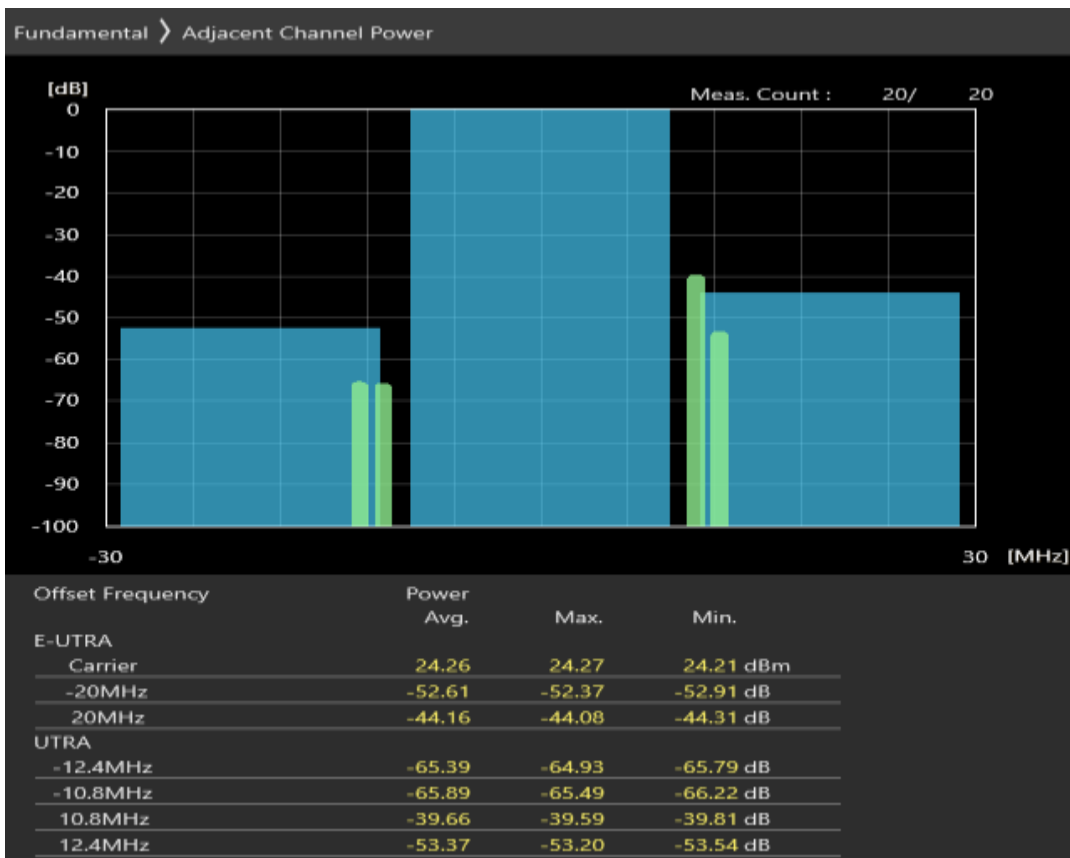 Fundamental 〉 Adjacent Channel Power
[dB]
Meas. Count : 20/ 20
0
-10
-20
-30
-40
-50
-60
-70
-80
-90
-100
-30 30 [MHz]
Offset Frequency Power
Avg. Max. Min.
E-UTRA
Carrier 24.26 24.27 24.21 dBm
-20MHz -52.61 -52.37 -52.91 dB
20MHz -44.16 -44.08 -44.31 dB
UTRA
-12.4MHz -65.39 -64.93 -65.79 dB
-10.8MHz -65.89 -65.49 -66.22 dB
10.8MHz -39.66 -39.59 -39.81 dB
12.4MHz -53.37 -53.20 -53.54 dB